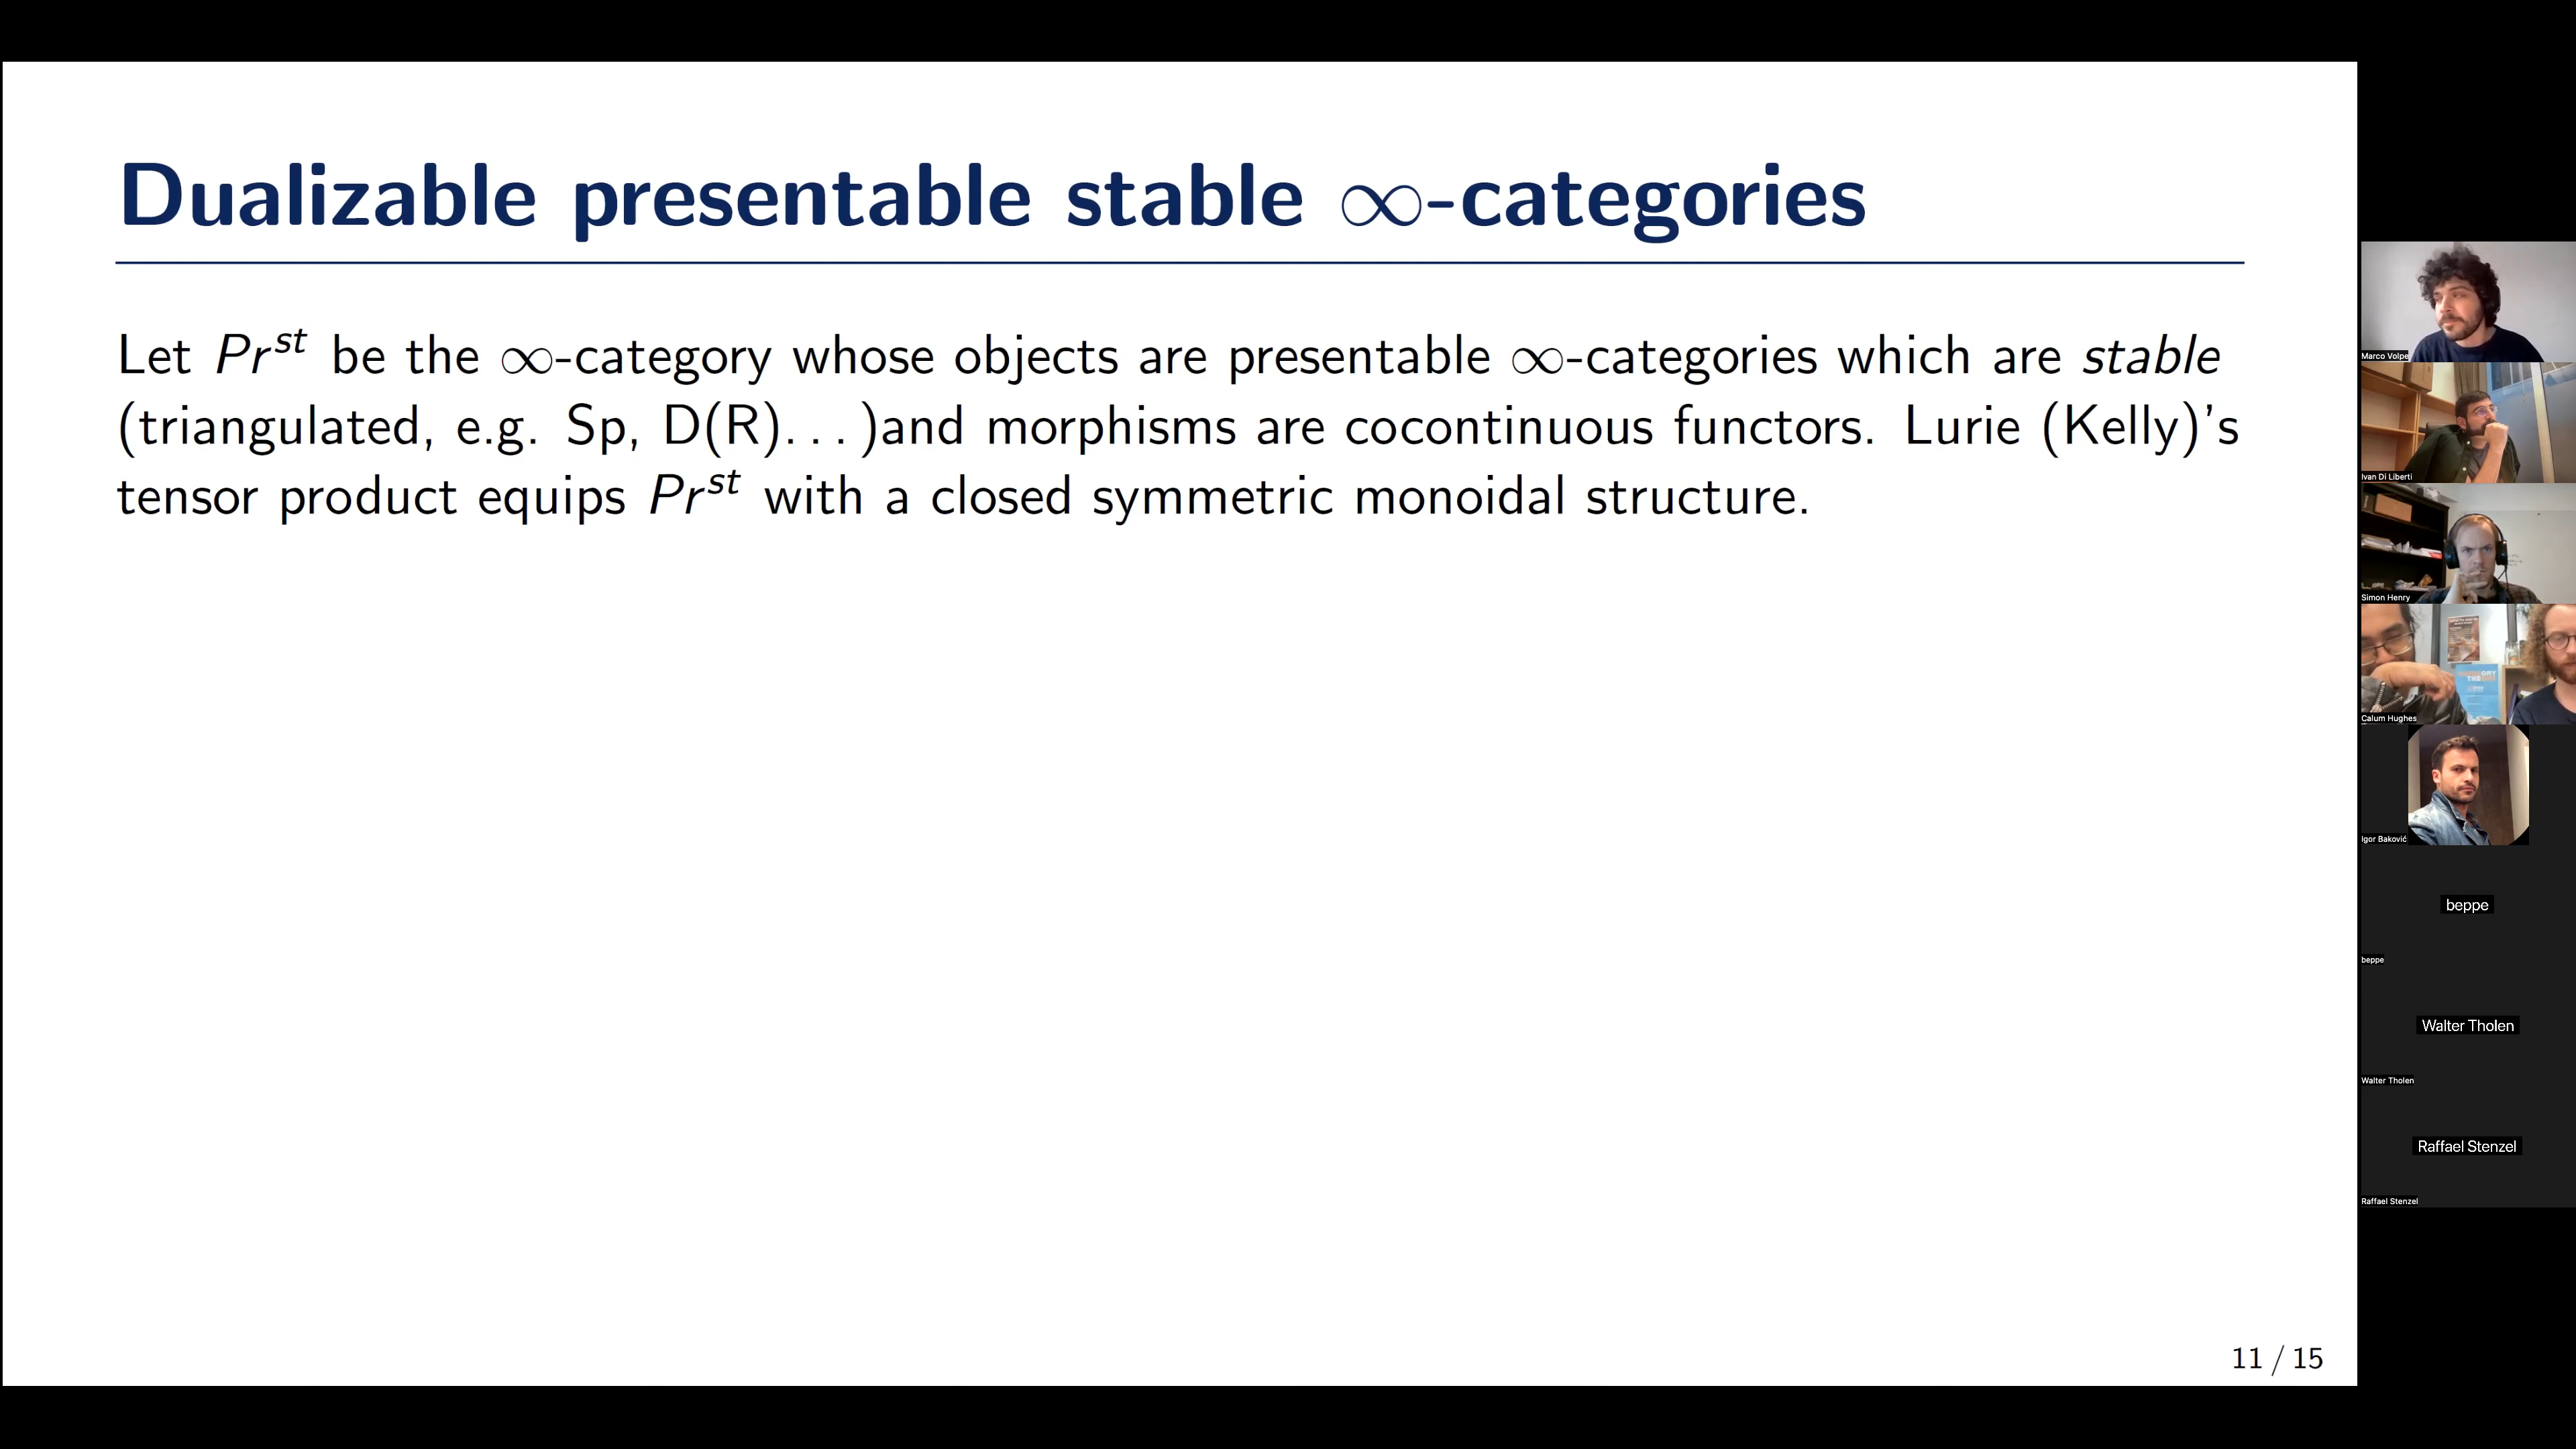 Dualizable presentable stable ∞-categories
Let Pr^st be the ∞-category whose objects are presentable ∞-categories which are stable
(triangulated, e.g. Sp, D(R)...)and morphisms are cocontinuous functors. Lurie (Kelly)'s
tensor product equips Pr^st with a closed symmetric monoidal structure.
11 / 15
Marco Volpe
Ivan Di Liberti
Simon Henry
Calum Hughes
Igor Baković
beppe
beppe
Walter Tholen
Walter Tholen
Raffael Stenzel
Raffael Stenzel